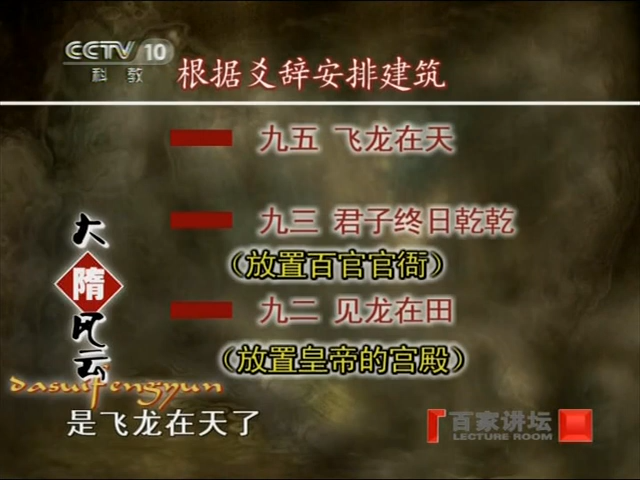 CCTV 10
科教
根据爻辞安排建筑
九五 飞龙在天
九三 君子终日乾乾
（放置百官官衙）
九二 见龙在田
（放置皇帝的宫殿）
大隋风云
dasuifengyun
是飞龙在天了
百家讲坛
LECTURE ROOM